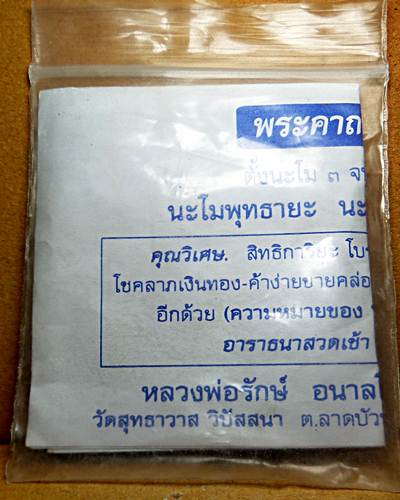 พระคาถ
ตั้งนะโม ๓ จ
นะโมพุทธายะ นะ
คุณวิเศษ. สิทธิการิยะ โบ
โชคลาภเงินทอง-ค้าง่ายขายคล่อ
อีกด้วย (ความหมายของ
อาราธนาสวดเช้า
หลวงพ่อรักษ์ อนาล
วัดสุทธาวาส วิปัสสนา ต.ลาดบัว